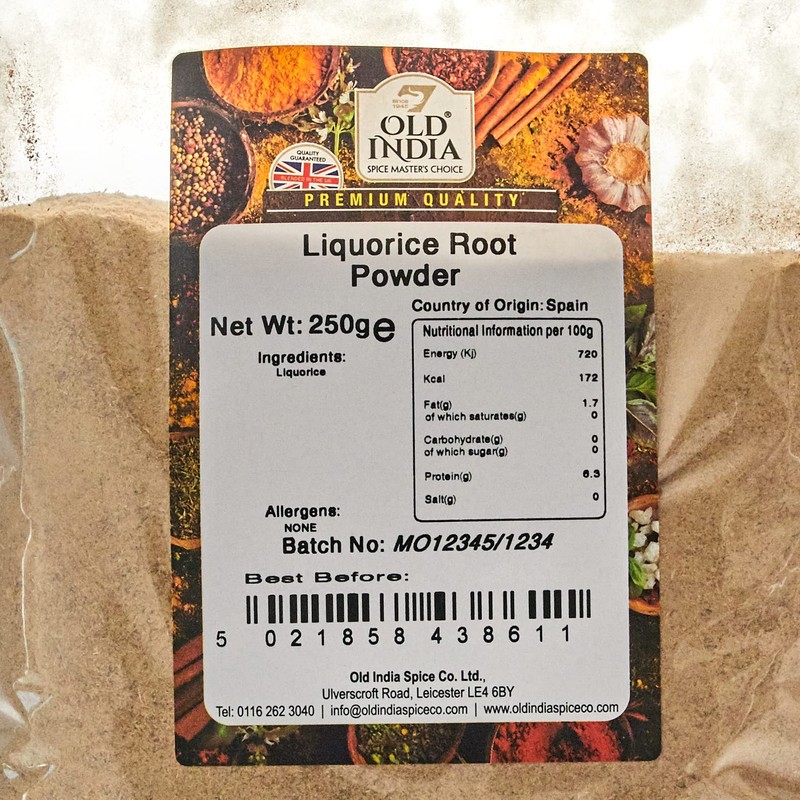 SINCE
1945
OLD®
INDIA
SPICE MASTER'S CHOICE
QUALITY
GUARANTEED
BLENDED IN THE UK
PREMIUM QUALITY
Liquorice Root
Powder
Country of Origin: Spain
Net Wt: 250g e
Ingredients:
Liquorice
Nutritional Information per 100g
Energy (Kj) 720
Kcal 172
Fat(g) 1.7
of which saturates(g) 0
Carbohydrate(g) 0
of which sugar(g) 0
Protein(g) 6.3
Salt(g) 0
Allergens:
NONE
Batch No: MO12345/1234
Best Before:
5 021858 438611
Old India Spice Co. Ltd.,
Ulverscroft Road, Leicester LE4 6BY
Tel: 0116 262 3040 | info@oldindiaspiceco.com | www.oldindiaspiceco.com